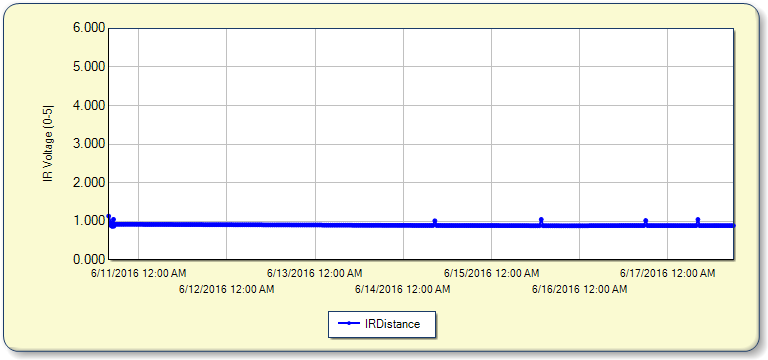 6.000
5.000
4.000
3.000
2.000
1.000
0.000
IR Voltage (0-5|
6/11/2016 12:00 AM
6/13/2016 12:00 AM
6/15/2016 12:00 AM
6/17/2016 12:00 AM
6/12/2016 12:00 AM
6/14/2016 12:00 AM
6/16/2016 12:00 AM
IRDistance